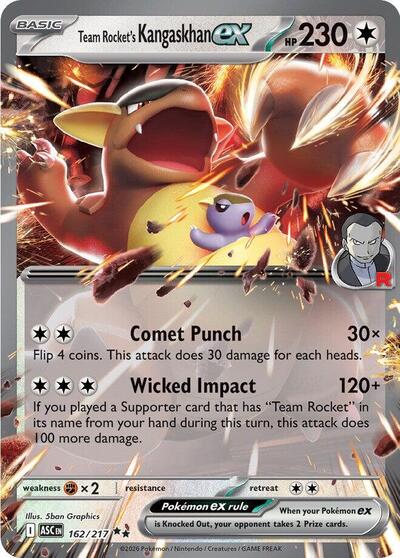 BASIC
Team Rocket's Kangaskhan ex
HP 230
R
Comet Punch 30×
Flip 4 coins. This attack does 30 damage for each heads.
Wicked Impact 120+
If you played a Supporter card that has "Team Rocket" in
its name from your hand during this turn, this attack does
100 more damage.
weakness ×2 resistance retreat
Pokémon ex rule
When your Pokémon ex
is Knocked Out, your opponent takes 2 Prize cards.
Illus. 5ban Graphics
I ASC EN 162/217 ★★
©2026 Pokémon / Nintendo / Creatures / GAME FREAK